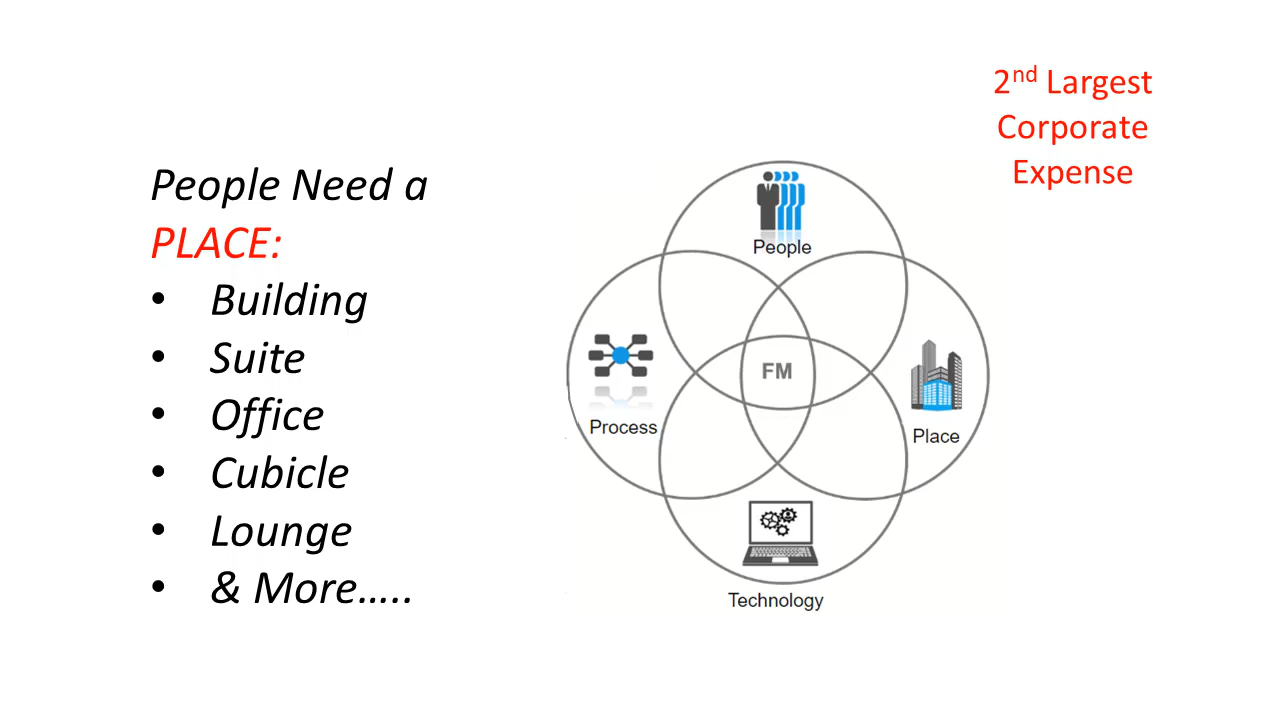 2nd Largest
Corporate
Expense
People Need a
PLACE:
• Building
• Suite
• Office
• Cubicle
• Lounge
• & More…..
People
Process
FM
Place
Technology